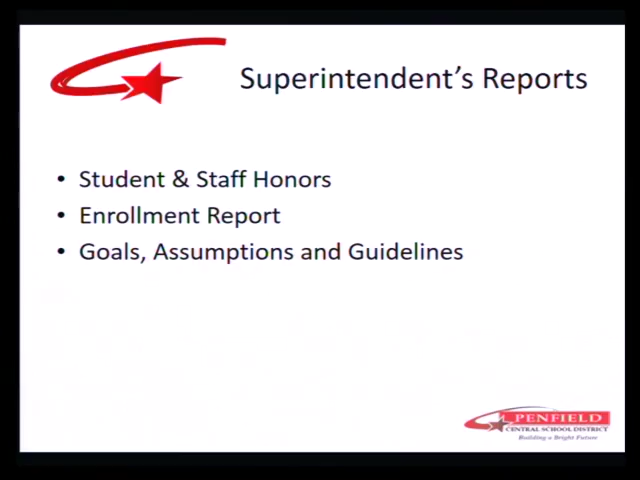 Superintendent's Reports
• Student & Staff Honors
• Enrollment Report
• Goals, Assumptions and Guidelines
PENFIELD
CENTRAL SCHOOL DISTRICT
Building a Bright Future